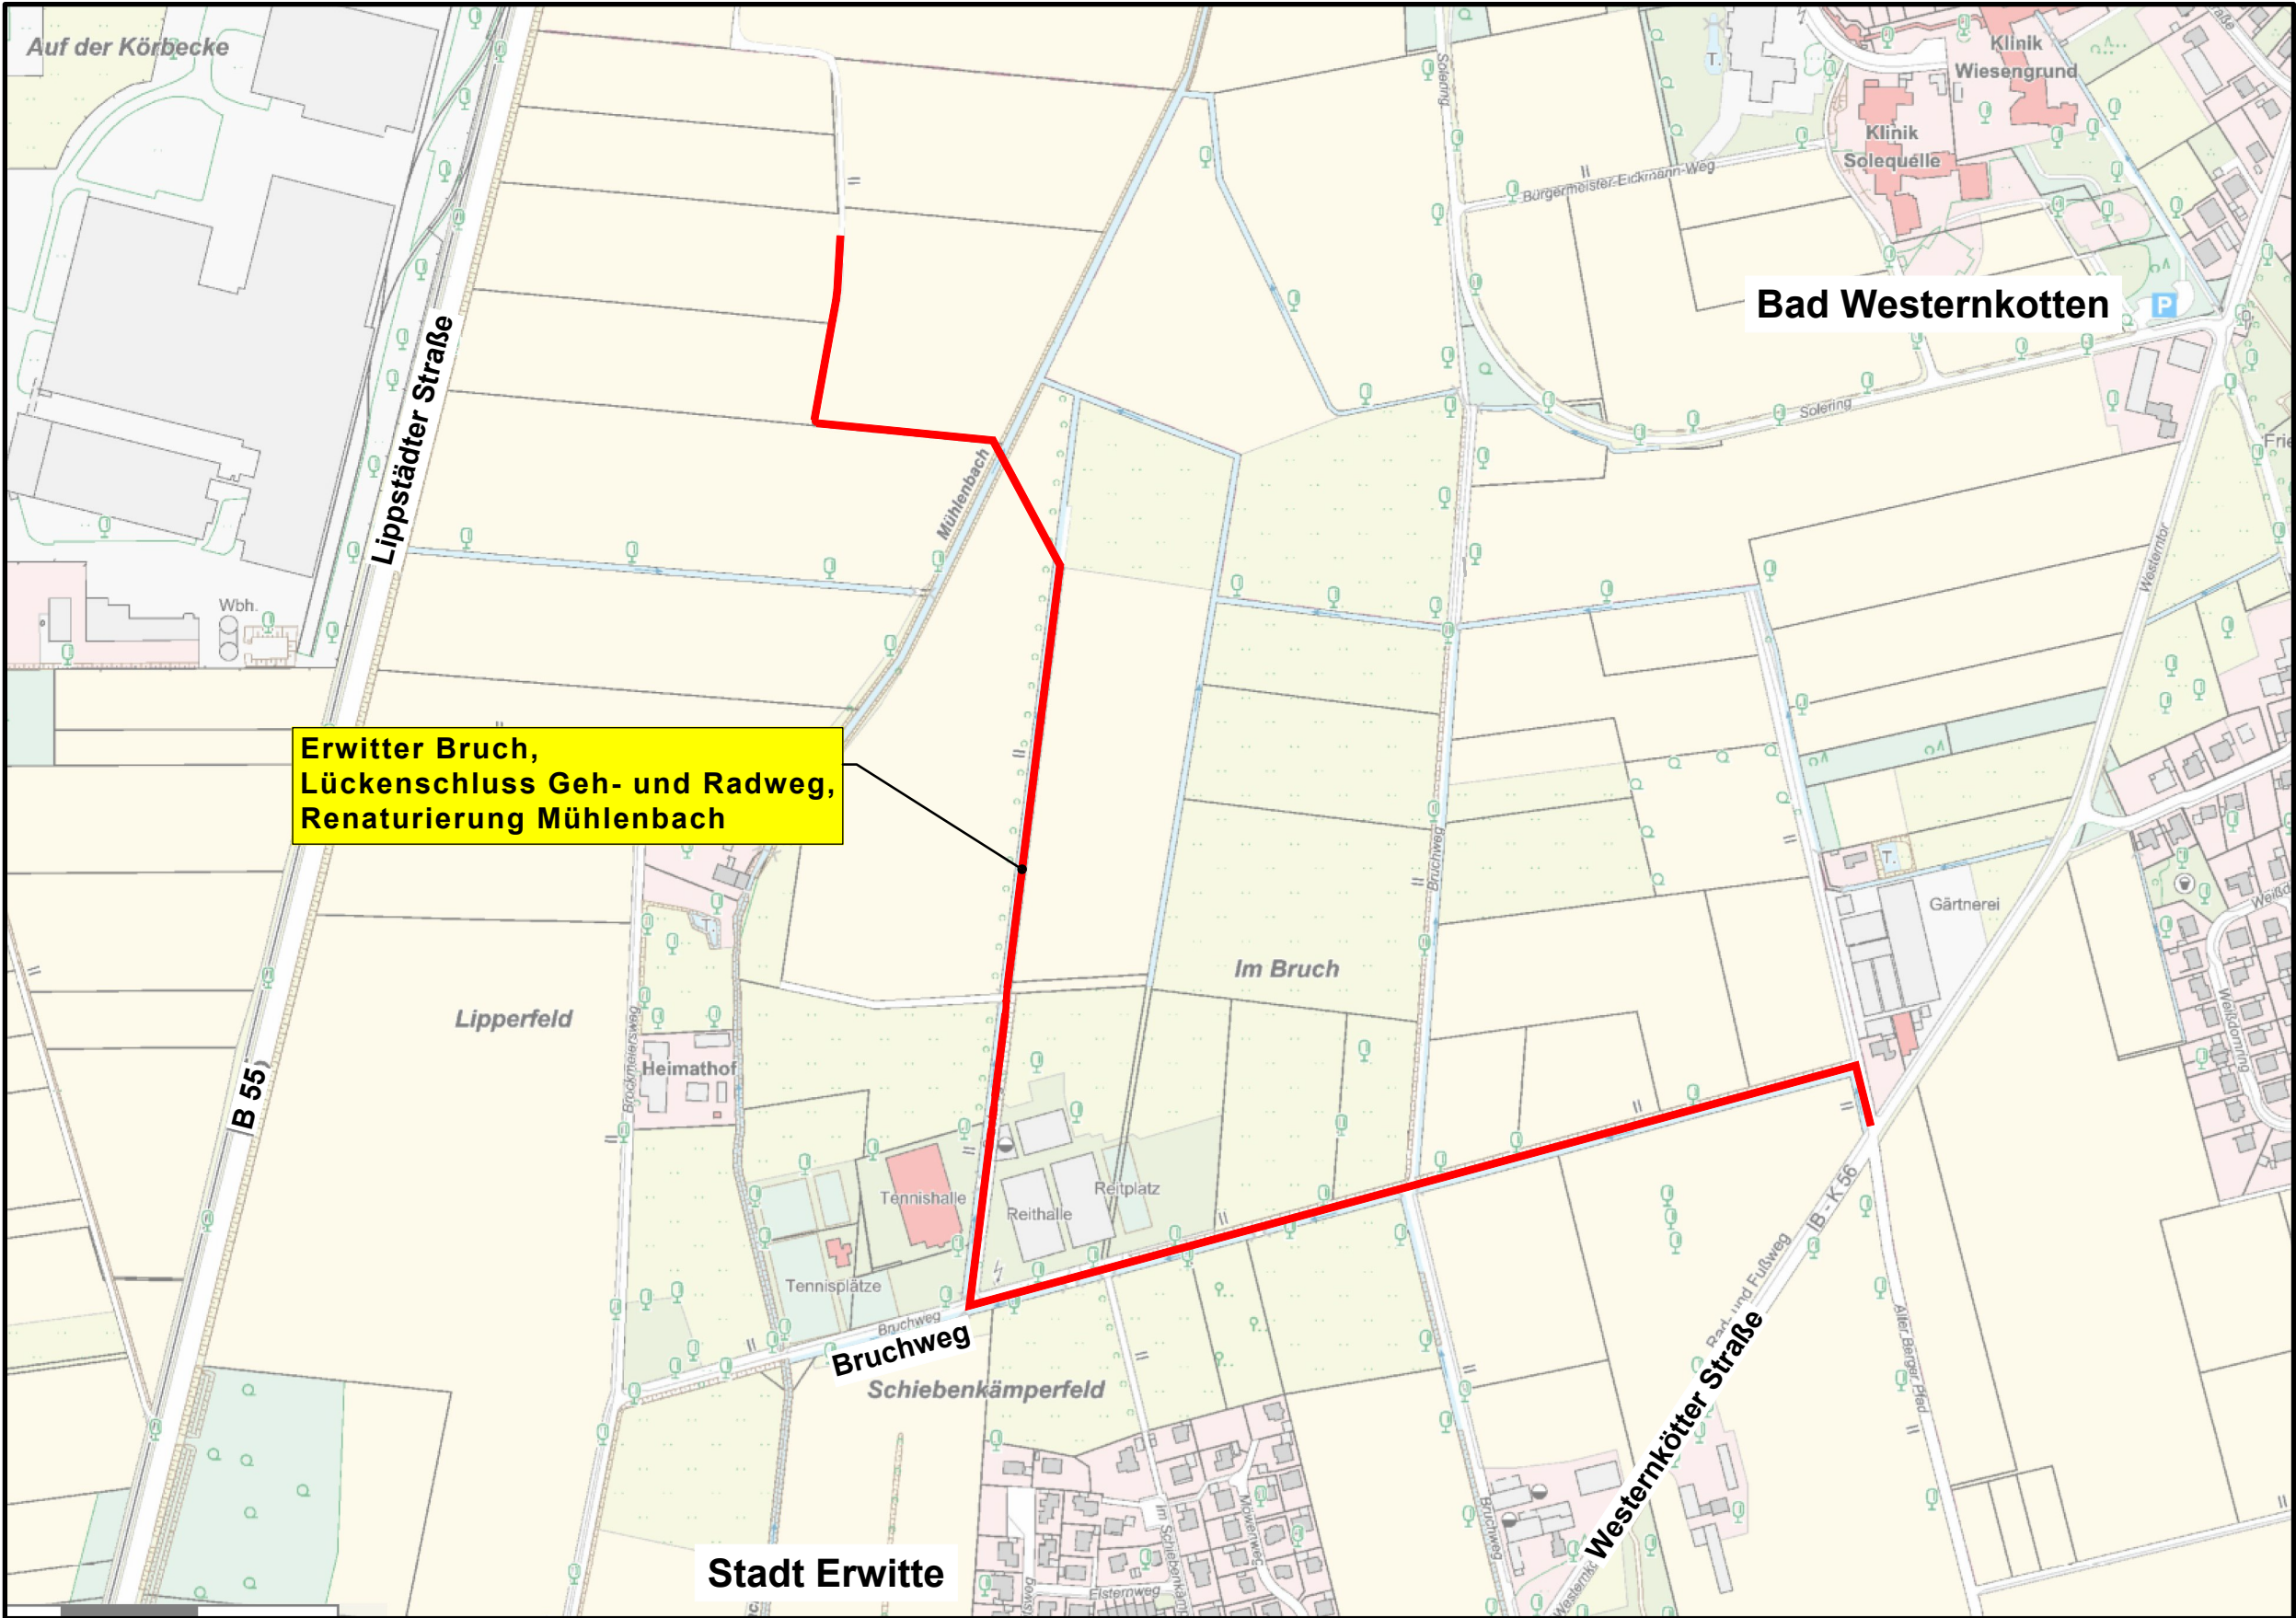 Auf der Körbecke
Klinik
Wiesengrund
Klinik
Solequelle
Solering
Bürgermeister-Eickmann-Weg
Bad Westernkotten
P
Lippstädter Straße
Solering
Mühlenbach
Westerntor
Wbh.
Erwitter Bruch,
Lückenschluss Geh- und Radweg,
Renaturierung Mühlenbach
Bruchweg
T.
T.
T.
Gärtnerei
Im Bruch
Lipperfeld
Weißdornring
Brockmeiersweg
Heimathof
B 55
Tennishalle
Reitplatz
Reithalle
IB - K 56
Rad- und Fußweg
Tennisplätze
Bruchweg
Bruchweg
Alter Berger Pfad
Schiebenkämperfeld
Westernkötter Straße
Möwenweg
Bruchweg
Stadt Erwitte
Elsternweg